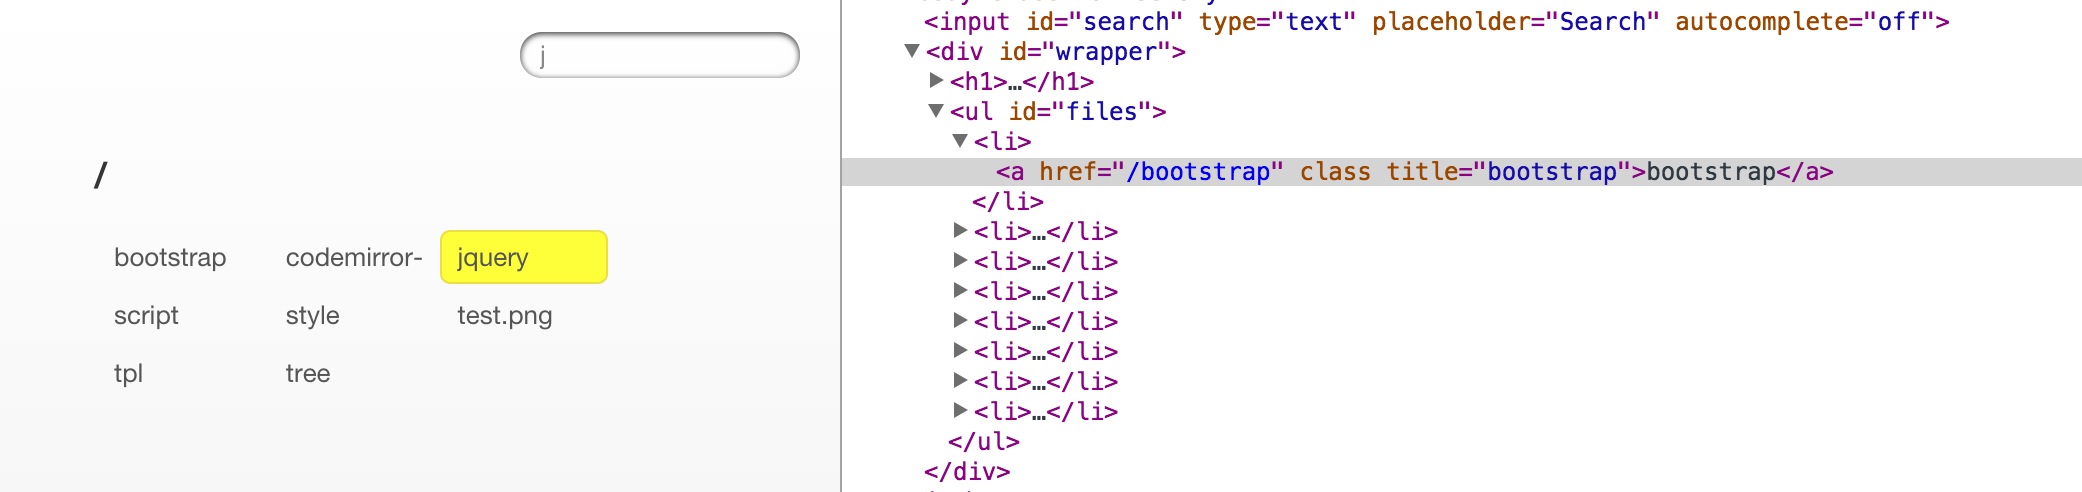 j
/
bootstrap codemirror- jquery
script style test.png
tpl tree
<input id="search" type="text" placeholder="Search" autocomplete="off">
▼<div id="wrapper">
▶<h1>…</h1>
▼<ul id="files">
▼<li>
<a href="/bootstrap" class title="bootstrap">bootstrap</a>
</li>
▶<li>…</li>
▶<li>…</li>
▶<li>…</li>
▶<li>…</li>
▶<li>…</li>
▶<li>…</li>
▶<li>…</li>
</ul>
</div>